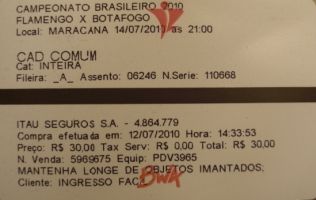 CAMPEONATO BRASILEIRO 2010
FLAMENGO X BOTAFOGO
Local: MARACANA 14/07/2010 às 21:00
CAD COMUM
Cat: INTEIRA
Fileira: _A_ Assento: 06246 N.Serie: 110668
ITAU SEGUROS S.A. - 4.864.779
Compra efetuada em: 12/07/2010 Hora: 14:33:53
Preço: R$ 30,00 Tax Serv: R$ 0,00 Total: R$ 30,00
N. Venda: 5969675 Equip: PDV3965
MANTENHA LONGE DE OBJETOS IMANTADOS;
Cliente: INGRESSO FACA
BWA